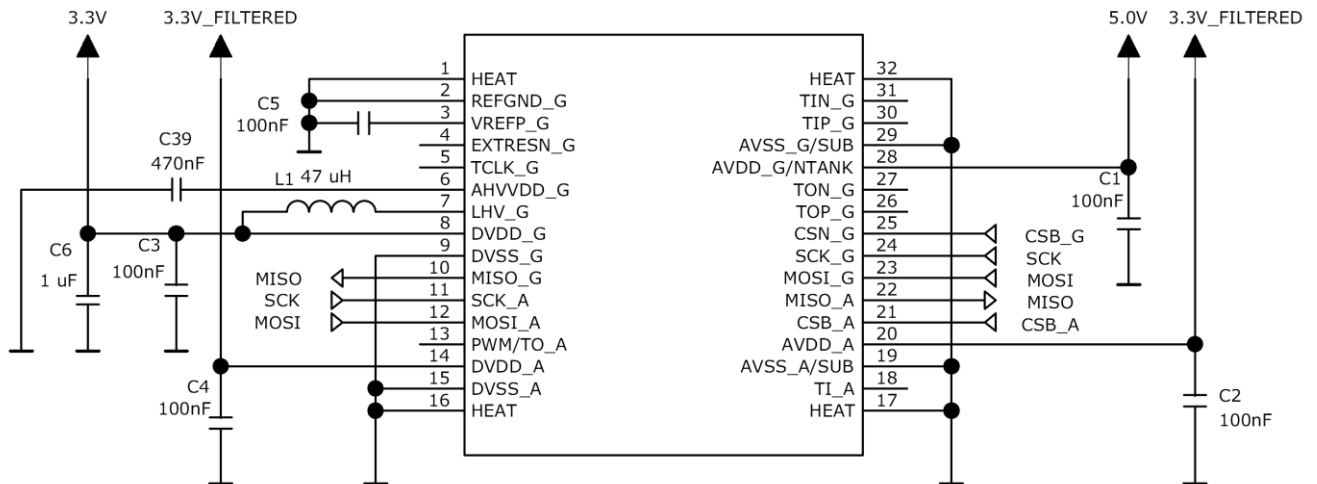 3.3V 3.3V_FILTERED 5.0V 3.3V_FILTERED
1 HEAT HEAT 32
2 REFGND_G TIN_G 31
C5
100nF
3 VREFP_G TIP_G 30
4 EXTRESN_G AVSS_G/SUB 29
C39
470nF
5 TCLK_G AVDD_G/NTANK 28
L1 47 uH
6 AHVVDD_G TON_G 27
C1
100nF
7 LHV_G TOP_G 26
8 DVDD_G CSN_G 25 CSB_G
C6
1 uF
C3
100nF
9 DVSS_G SCK_G 24 SCK
MISO 10 MISO_G MOSI_G 23 MOSI
SCK 11 SCK_A MISO_A 22 MISO
MOSI 12 MOSI_A CSB_A 21 CSB_A
13 PWM/TO_A AVDD_A 20
14 DVDD_A AVSS_A/SUB 19
C4
100nF
15 DVSS_A TI_A 18
16 HEAT HEAT 17
C2
100nF